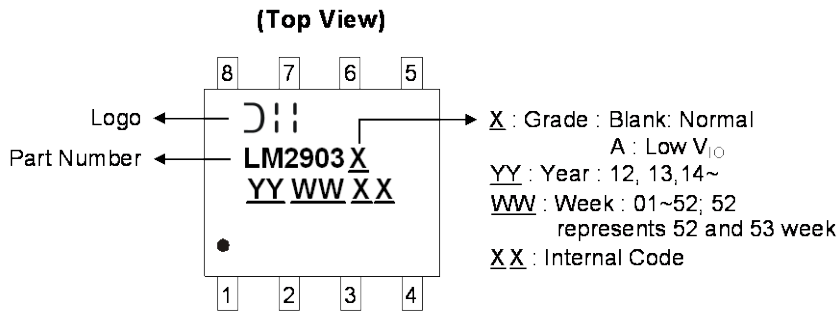 (Top View)
8 7 6 5
Logo
Part Number
LM2903 X
YY WW X X
X : Grade : Blank: Normal
A : Low VIO
YY : Year : 12, 13,14~
WW : Week : 01~52; 52
represents 52 and 53 week
X X : Internal Code
1 2 3 4